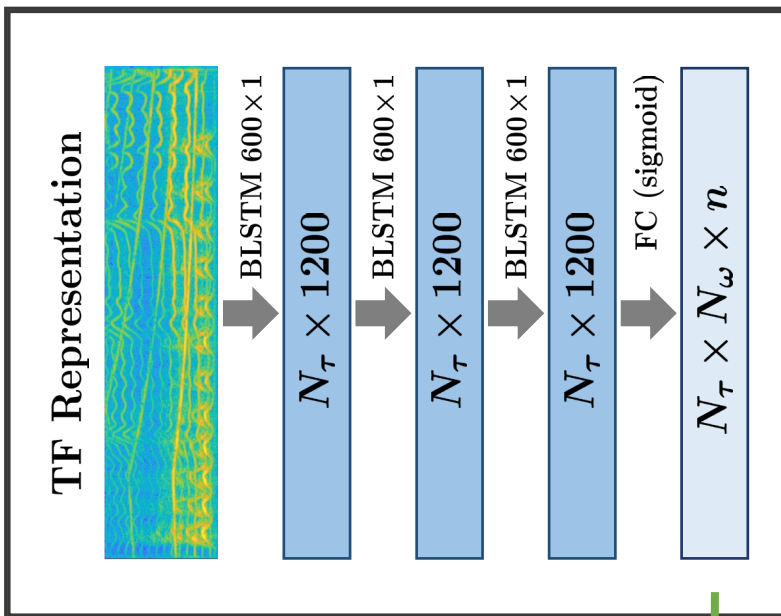 TF Representation
BLSTM 600×1
N_τ × 1200
BLSTM 600×1
N_τ × 1200
BLSTM 600×1
N_τ × 1200
FC (sigmoid)
N_τ × N_ω × n